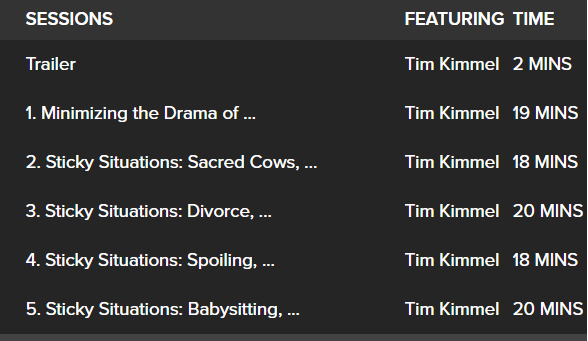 SESSIONS FEATURING TIME
Trailer Tim Kimmel 2 MINS
1. Minimizing the Drama of ... Tim Kimmel 19 MINS
2. Sticky Situations: Sacred Cows, ... Tim Kimmel 18 MINS
3. Sticky Situations: Divorce, ... Tim Kimmel 20 MINS
4. Sticky Situations: Spoiling, ... Tim Kimmel 18 MINS
5. Sticky Situations: Babysitting, ... Tim Kimmel 20 MINS